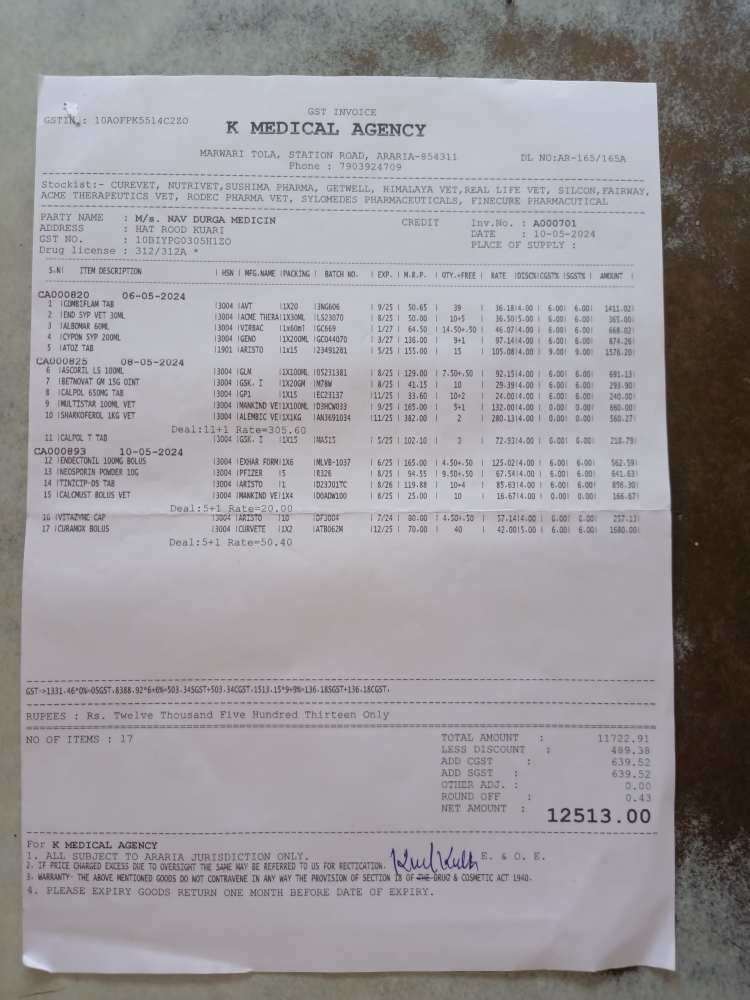 GST INVOICE
GSTIN : 10AOFPK5514C2ZO
K MEDICAL AGENCY
MARWARI TOLA, STATION ROAD, ARARIA-854311
DL NO:AR-165/165A
Phone : 7903924709
Stockist:- CUREVET, NUTRIVET,SUSHIMA PHARMA, GETWELL, HIMALAYA VET,REAL LIFE VET, SILCON,FAIRWAY,
ACME THERAPEUTICS VET, RODEC PHARMA VET, SYLOMEDES PHARMACEUTICALS, FINECURE PHARMACUTICAL
PARTY NAME : M/s. NAV DURGA MEDICIN CREDIT Inv.No. : A000701
ADDRESS : HAT ROOD KUARI DATE : 10-05-2024
GST NO. : 10BIYPG0305H1ZO PLACE OF SUPPLY :
Drug license : 312/312A *
S.N| ITEM DESCRIPTION | HSN | MFG.NAME |PACKING | BATCH NO. | EXP. | M.R.P. | QTY.+FREE | RATE |DISC%|CGST% |SGST% | AMOUNT |
CA000820 06-05-2024
1 |COMBIFLAM TAB |3004 |AVT |1X20 |3NG606 | 9/25 | 50.65 | 39 | 36.18|4.00 | 6.00| 6.00| 1411.02|
2 |END SYP VET 30ML |3004 |ACME THERA|1X30ML |LS23070 | 8/25 | 50.00 | 10+5 | 36.50|5.00 | 6.00| 6.00| 365.00|
3 |ALBOMAR 60ML |3004 |VIRBAC |1x60ml |GC669 | 1/27 | 64.50 | 14.50+.50 | 46.07|4.00 | 6.00| 6.00| 668.02|
4 |CYPON SYP 200ML |3004 |GENO |1X200ML |GC044070 | 3/27 | 136.00 | 9+1 | 97.14|4.00 | 6.00| 6.00| 874.26|
5 |ATOZ TAB |1901 |ARISTO |1x15 |23491281 | 5/25 | 155.00 | 15 | 105.08|4.00 | 9.00| 9.00| 1576.20|
CA000825 08-05-2024
6 |ASCORIL LS 100ML |3004 |GLN |1X100ML |05231381 | 8/25 | 129.00 | 7.50+.50 | 92.15|4.00 | 6.00| 6.00| 691.13|
7 |BETNOVAT GM 15G OINT |3004 |GSK. I |1X20GM |M78W | 8/25 | 41.15 | 10 | 29.39|4.00 | 6.00| 6.00| 293.90|
8 |CALPOL 650MG TAB |3004 |GP1 |1X15 |EC23137 |11/25 | 33.60 | 10+2 | 24.00|4.00 | 6.00| 6.00| 240.00|
9 |MULTISTAR 100ML VET |3004 |MANKIND VE|1X100ML |D3HCW033 | 9/25 | 165.00 | 5+1 | 132.00|4.00 | 0.00| 0.00| 660.00|
10 |SHARKOFEROL 1KG VET |3004 |ALEMBIC VE|1X1KG |AN3691034 |11/25 | 382.00 | 2 | 280.13|4.00 | 0.00| 0.00| 560.27|
Deal:11+1 Rate=305.60
11 |CALPOL T TAB |3004 |GSK. I |1X15 |MA515 | 5/25 | 102.10 | 3 | 72.93|4.00 | 6.00| 6.00| 218.79|
CA000893 10-05-2024
12 |ENDECTONIL 100MG BOLUS |3004 |EXHAR FORM|1X6 |MLVB-1037 | 6/25 | 165.00 | 4.50+.50 | 125.02|4.00 | 6.00| 6.00| 562.59|
13 |NEOSPORIN POWDER 10G |3004 |PFIZER |5 |R326 | 8/25 | 94.55 | 9.50+.50 | 67.54|4.00 | 6.00| 6.00| 641.63|
14 |TINICIP-DS TAB |3004 |ARISTO |1 |D23J01TC | 8/26 | 119.88 | 10+4 | 85.63|4.00 | 6.00| 6.00| 856.30|
15 |CALCMUST BOLUS VET |3004 |MANKIND VE|1X4 |D0ADW100 | 8/25 | 25.00 | 10 | 16.67|4.00 | 0.00| 0.00| 166.67|
Deal:5+1 Rate=20.00
16 |VITAZYME CAP |3004 |ARISTO |10 |DF3004 | 7/24 | 80.00 | 4.50+.50 | 57.14|4.00 | 6.00| 6.00| 257.13|
17 |CURAMOX BOLUS |3004 |CURVETE |1X2 |ATB062M |12/25 | 70.00 | 40 | 42.00|5.00 | 6.00| 6.00| 1680.00|
Deal:5+1 Rate=50.40
GST->1331.46*0%=0SGST,8388.92*6+6%=503.34SGST+503.34CGST,1513.15*9+9%=136.18SGST+136.18CGST,
RUPEES : Rs. Twelve Thousand Five Hundred Thirteen Only
NO OF ITEMS : 17
TOTAL AMOUNT : 11722.91
LESS DISCOUNT : 489.38
ADD CGST : 639.52
ADD SGST : 639.52
OTHER ADJ. : 0.00
ROUND OFF : 0.43
NET AMOUNT : 12513.00
For K MEDICAL AGENCY
1. ALL SUBJECT TO ARARIA JURISDICTION ONLY. E. & O. E.
2. IF PRICE CHARGED EXCESS DUE TO OVERSIGHT THE SAME MAY BE REFERRED TO US FOR RECTICATION.
3. WARRANTY- THE ABOVE MENTIONED GOODS DO NOT CONTRAVENE IN ANY WAY THE PROVISION OF SECTION 18 OF THE DRUG & COSMETIC ACT 1940.
4. PLEASE EXPIRY GOODS RETURN ONE MONTH BEFORE DATE OF EXPIRY.